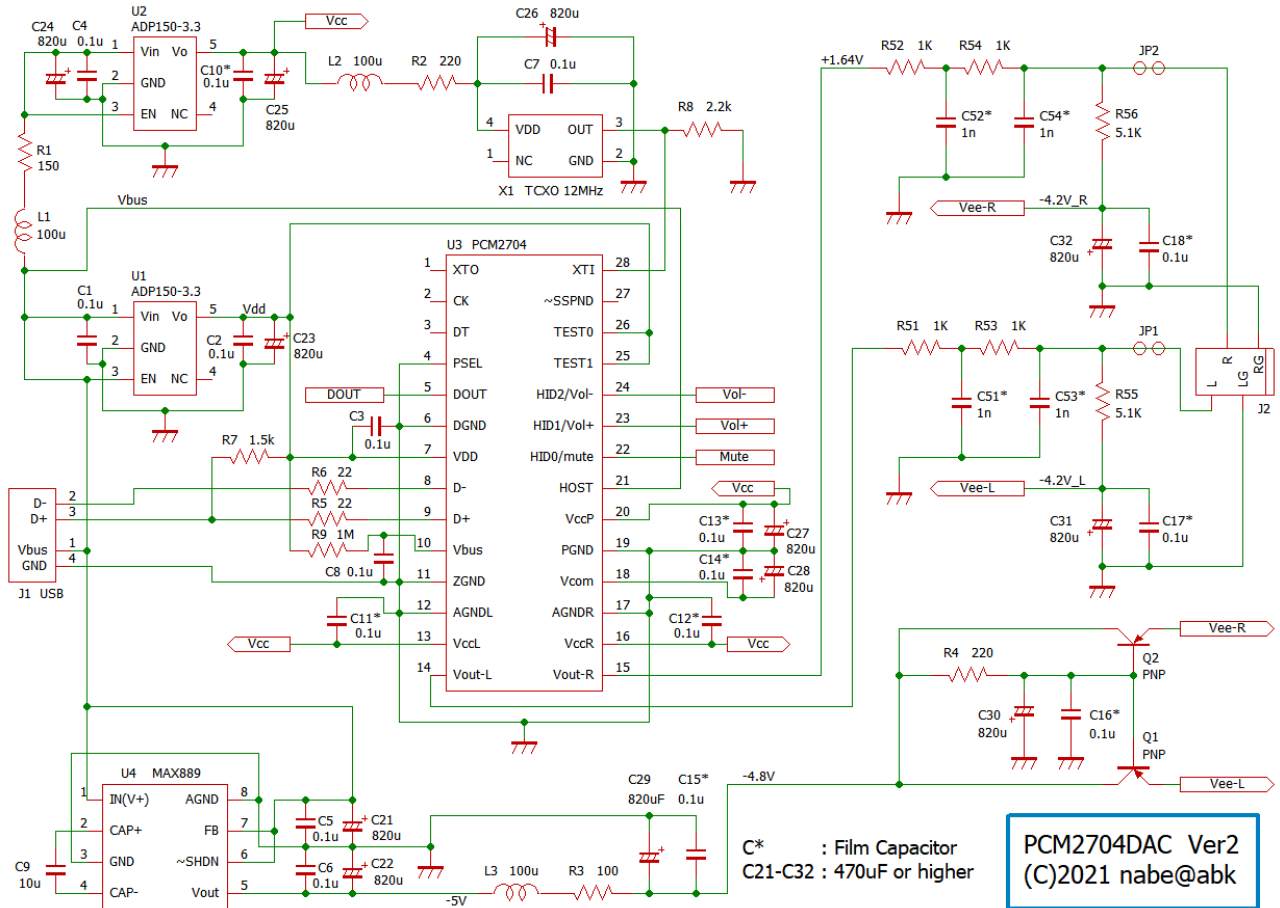 U2
ADP150-3.3
C24
820u
C4
0.1u
1 Vin Vo 5
2 GND
3 EN NC 4
C10*
0.1u
C25
820u
Vcc
L2 100u
R2 220
C26 820u
C7 0.1u
4 VDD OUT 3
1 NC GND 2
X1 TCXO 12MHz
R8 2.2k
R1
150
L1
100u
Vbus
U1
ADP150-3.3
C1
0.1u
1 Vin Vo 5
2 GND
3 EN NC 4
Vdd
C2
0.1u
C23
820u
U3 PCM2704
1 XTO XTI 28
2 CK ~SSPND 27
3 DT TEST0 26
4 PSEL TEST1 25
5 DOUT HID2/Vol- 24
6 DGND HID1/Vol+ 23
7 VDD HID0/mute 22
8 D- HOST 21
9 D+ VccP 20
10 Vbus PGND 19
11 ZGND Vcom 18
12 AGNDL AGNDR 17
13 VccL VccR 16
14 Vout-L Vout-R 15
DOUT
C3
0.1u
R7 1.5k
R6 22
R5 22
R9 1M
C8 0.1u
C11*
0.1u
Vcc
D- 2
D+ 3
Vbus 1
GND 4
J1 USB
Vol-
Vol+
Mute
Vcc
C13*
0.1u
C27
820u
C14*
0.1u
C28
820u
C12*
0.1u
Vcc
+1.64V
R52 1K
R54 1K
JP2
C52*
1n
C54*
1n
R56
5.1K
Vee-R
-4.2V_R
C32
820u
C18*
0.1u
R51 1K
R53 1K
JP1
C51*
1n
C53*
1n
R55
5.1K
L R LG RG
J2
Vee-L
-4.2V_L
C31
820u
C17*
0.1u
Vee-R
R4 220
Q2
PNP
C30
820u
C16*
0.1u
Q1
PNP
Vee-L
U4 MAX889
1 IN(V+) AGND 8
2 CAP+ FB 7
3 GND ~SHDN 6
4 CAP- Vout 5
C9
10u
C5
0.1u
C21
820u
C6
0.1u
C22
820u
-5V
L3 100u
R3 100
C29
820uF
C15*
0.1u
-4.8V
C* : Film Capacitor
C21-C32 : 470uF or higher
PCM2704DAC Ver2
(C)2021 nabe@abk